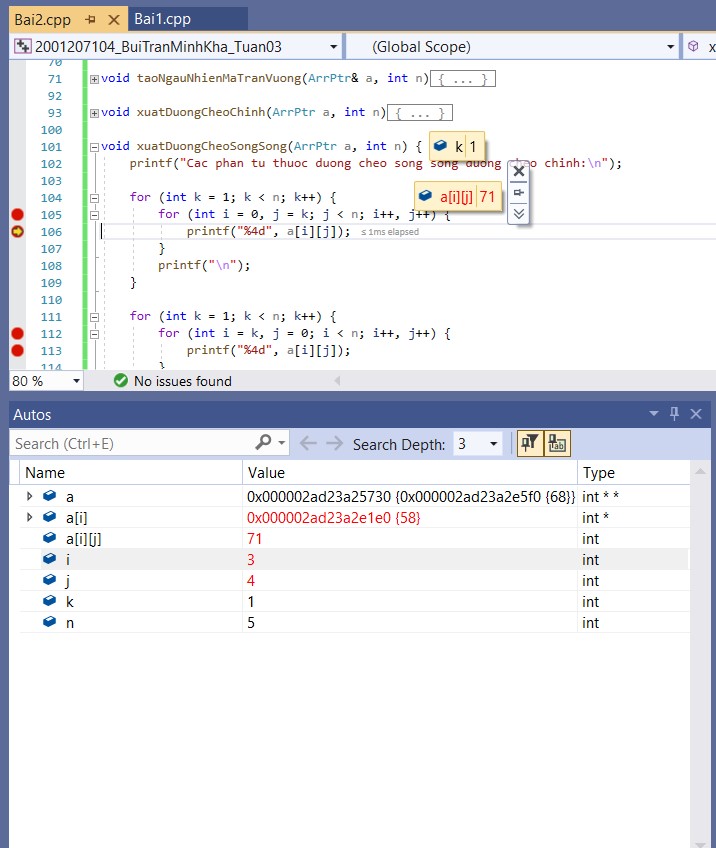 Bai2.cpp Bai1.cpp
2001207104_BuiTranMinhKha_Tuan03 (Global Scope)
70
71 void taoNgauNhienMaTranVuong(ArrPtr& a, int n){ ... }
92
93 void xuatDuongCheoChinh(ArrPtr a, int n){ ... }
100
101 void xuatDuongCheoSongSong(ArrPtr a, int n) { k 1
102 printf("Cac phan tu thuoc duong cheo song song duong cheo chinh:\n");
103
104 for (int k = 1; k < n; k++) {
a[i][j] 71
105 for (int i = 0, j = k; j < n; i++, j++) {
106 printf("%4d", a[i][j]); ≤ 1ms elapsed
107 }
108 printf("\n");
109 }
110
111 for (int k = 1; k < n; k++) {
112 for (int i = k, j = 0; i < n; i++, j++) {
113 printf("%4d", a[i][j]);
114 }
80 % No issues found
Autos
Search (Ctrl+E) Search Depth: 3
Name Value Type
a 0x000002ad23a25730 {0x000002ad23a2e5f0 {68}} int * *
a[i] 0x000002ad23a2e1e0 {58} int *
a[i][j] 71 int
i 3 int
j 4 int
k 1 int
n 5 int